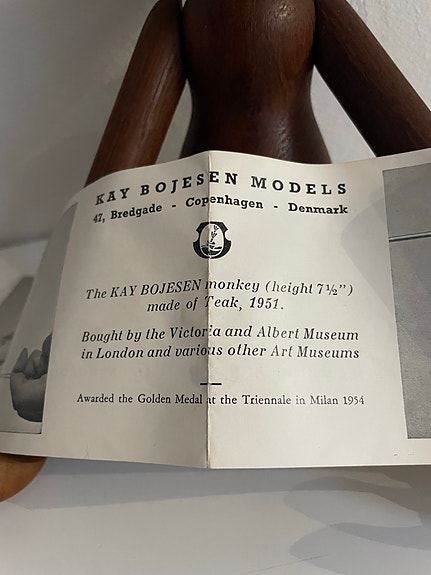 KAY BOJESEN MODELS
47, Bredgade - Copenhagen - Denmark
The KAY BOJESEN monkey (height 7½")
made of Teak, 1951.
Bought by the Victoria and Albert Museum
in London and various other Art Museums
Awarded the Golden Medal at the Triennale in Milan 1954